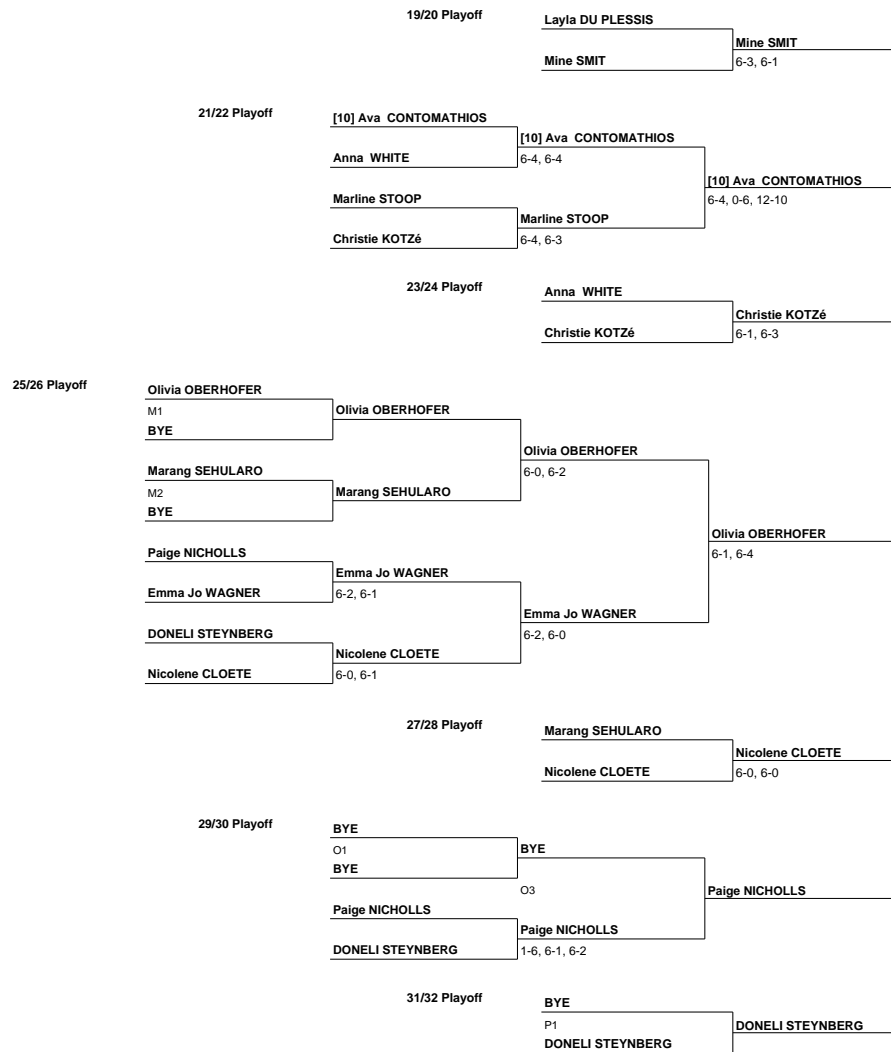 19/20 Playoff
Layla DU PLESSIS
Mine SMIT
Mine SMIT
6-3, 6-1
21/22 Playoff
[10] Ava  CONTOMATHIOS
[10] Ava  CONTOMATHIOS
Anna  WHITE
6-4, 6-4
[10] Ava  CONTOMATHIOS
Marline STOOP
6-4, 0-6, 12-10
Marline STOOP
Christie KOTZé
6-4, 6-3
23/24 Playoff
Anna  WHITE
Christie KOTZé
Christie KOTZé
6-1, 6-3
25/26 Playoff
Olivia OBERHOFER
M1
Olivia OBERHOFER
BYE
Olivia OBERHOFER
Marang SEHULARO
6-0, 6-2
M2
Marang SEHULARO
BYE
Olivia OBERHOFER
Paige NICHOLLS
6-1, 6-4
Emma Jo WAGNER
Emma Jo WAGNER
6-2, 6-1
Emma Jo WAGNER
DONELI STEYNBERG
6-2, 6-0
Nicolene CLOETE
Nicolene CLOETE
6-0, 6-1
27/28 Playoff
Marang SEHULARO
Nicolene CLOETE
Nicolene CLOETE
6-0, 6-0
29/30 Playoff
BYE
O1
BYE
BYE
O3
Paige NICHOLLS
Paige NICHOLLS
Paige NICHOLLS
DONELI STEYNBERG
1-6, 6-1, 6-2
31/32 Playoff
BYE
P1
DONELI STEYNBERG
DONELI STEYNBERG